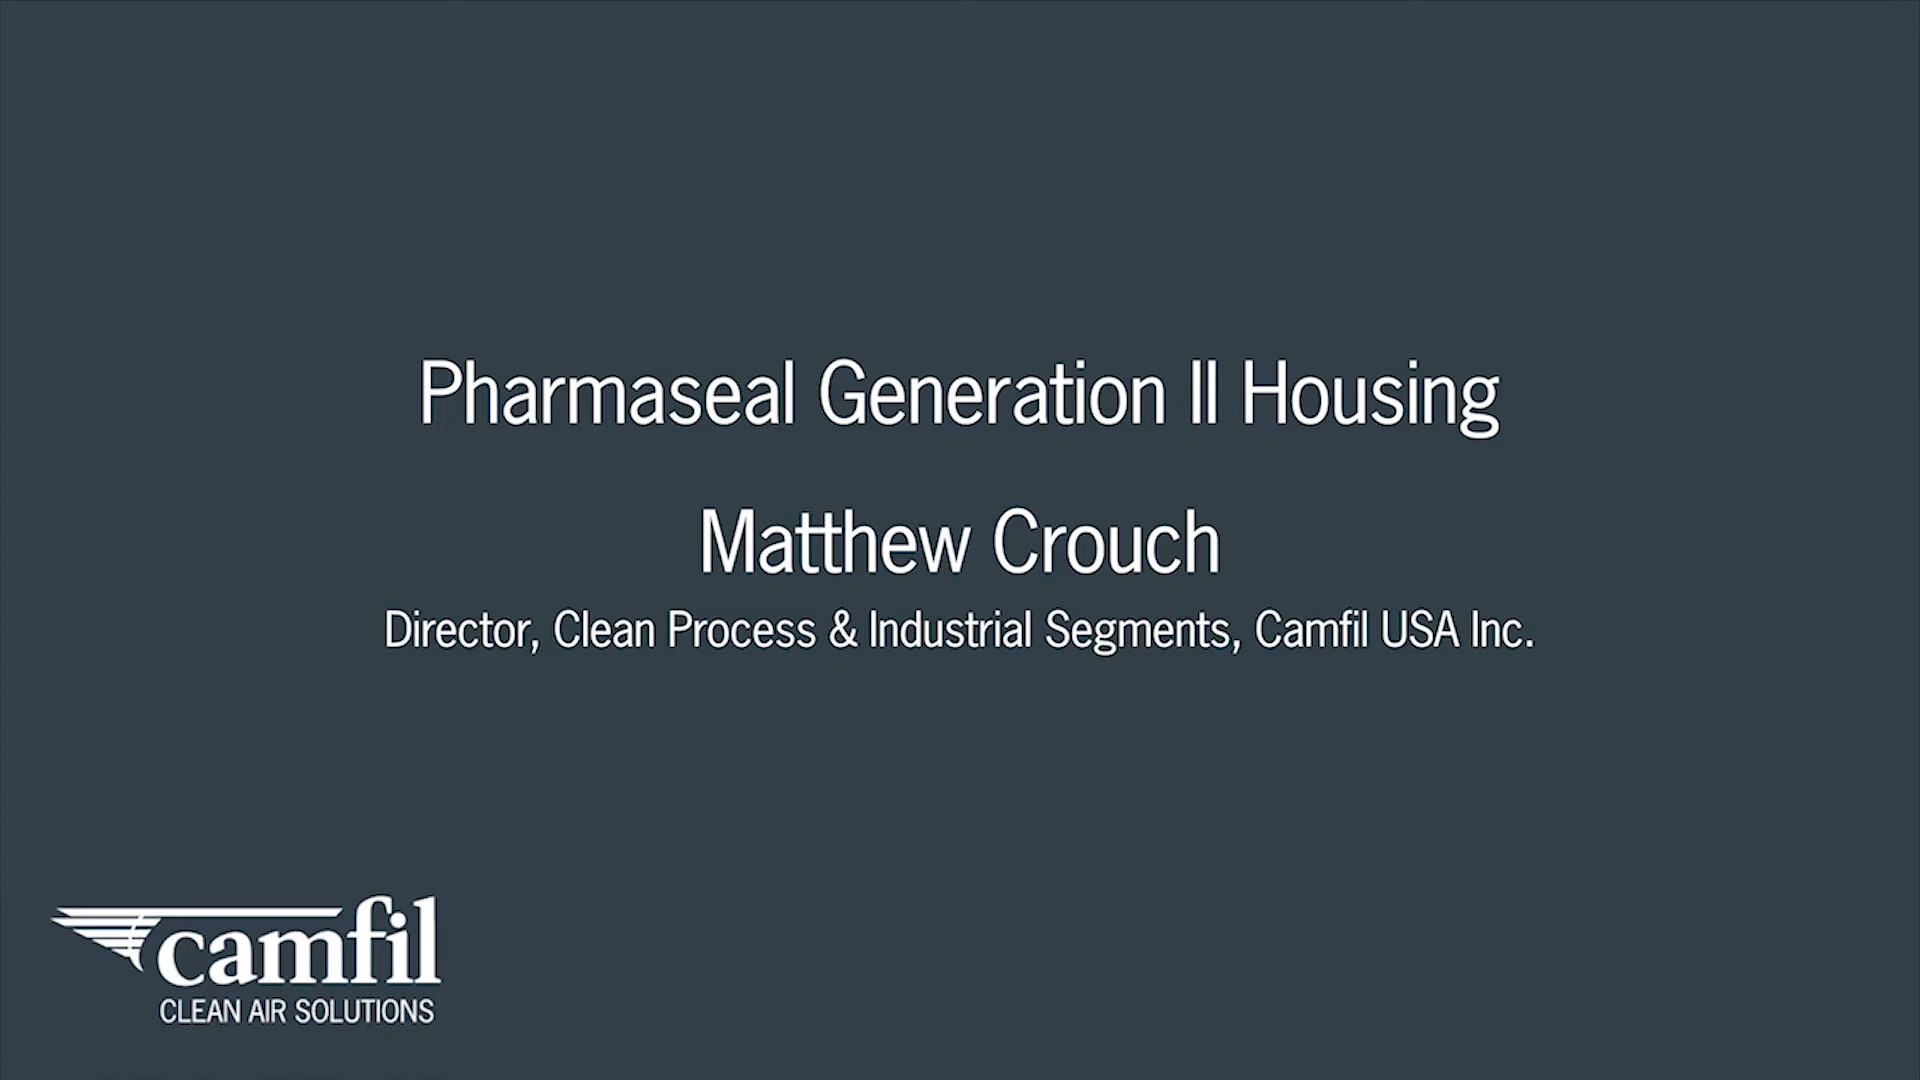 Pharmaseal Generation II Housing
Matthew Crouch
Director, Clean Process & Industrial Segments, Camfil USA Inc.
camfil
CLEAN AIR SOLUTIONS